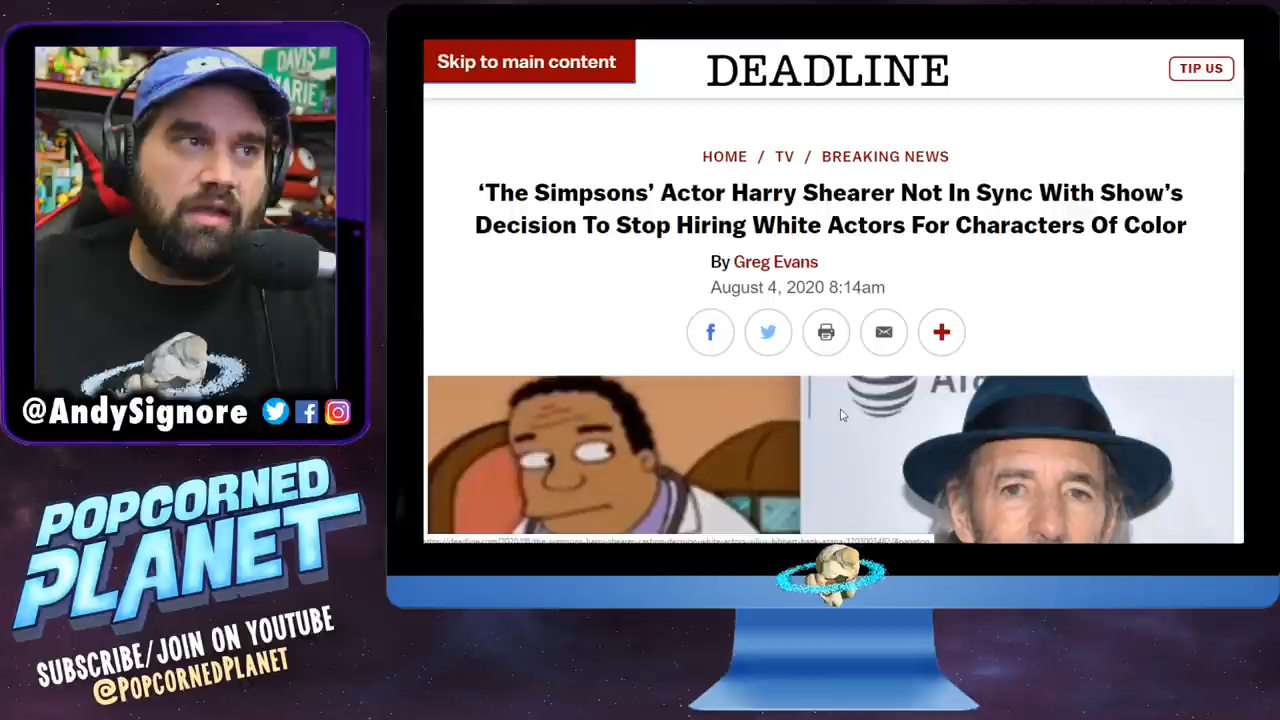 DAVIS
MARIE
@AndySignore
POPCORNED
PLANET
SUBSCRIBE/JOIN ON YOUTUBE
@POPCORNEDPLANET
Skip to main content
DEADLINE
TIP US
HOME / TV / BREAKING NEWS
‘The Simpsons’ Actor Harry Shearer Not In Sync With Show’s
Decision To Stop Hiring White Actors For Characters Of Color
By Greg Evans
August 4, 2020 8:14am